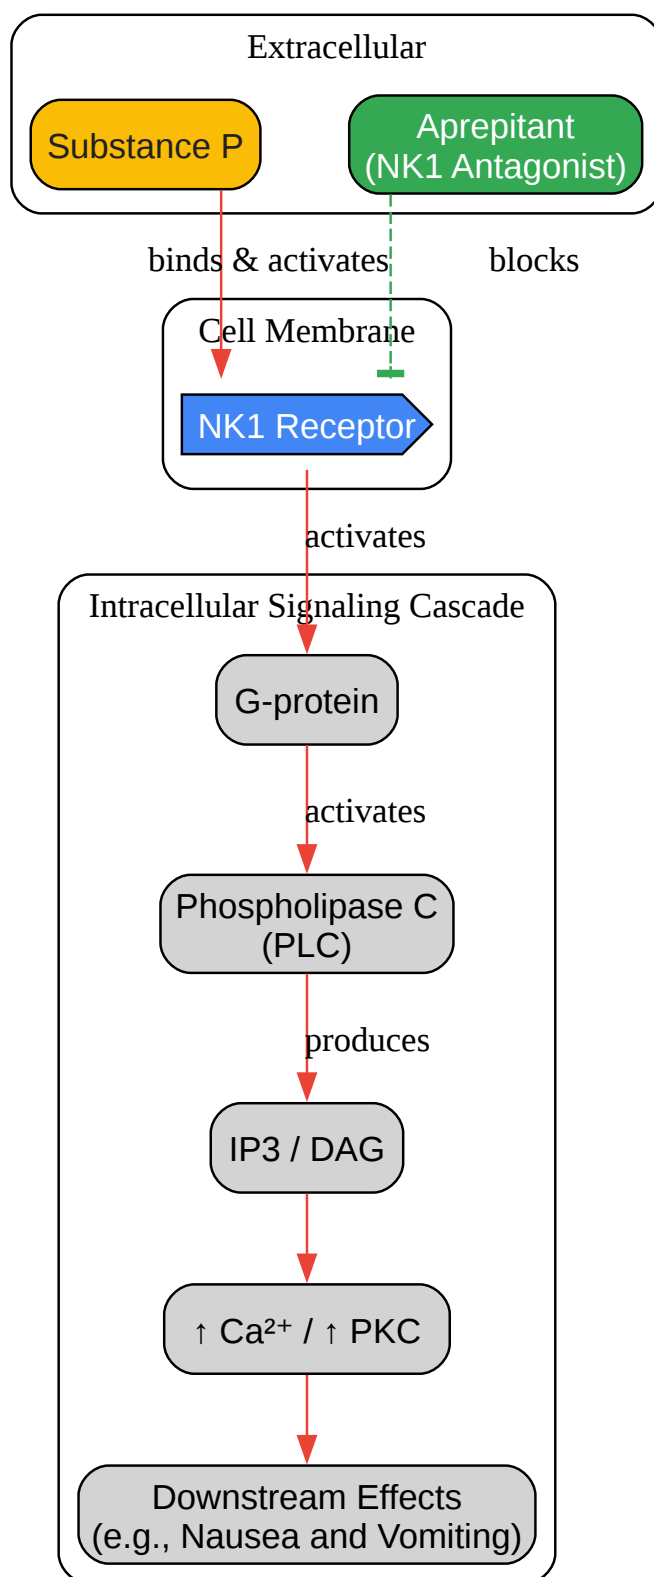 Extracellular
Substance P
Aprepitant
(NK1 Antagonist)
binds & activates
blocks
Cell Membrane
NK1 Receptor
activates
Intracellular Signaling Cascade
G-protein
activates
Phospholipase C
(PLC)
produces
IP3 / DAG
↑ Ca²⁺ / ↑ PKC
Downstream Effects
(e.g., Nausea and Vomiting)